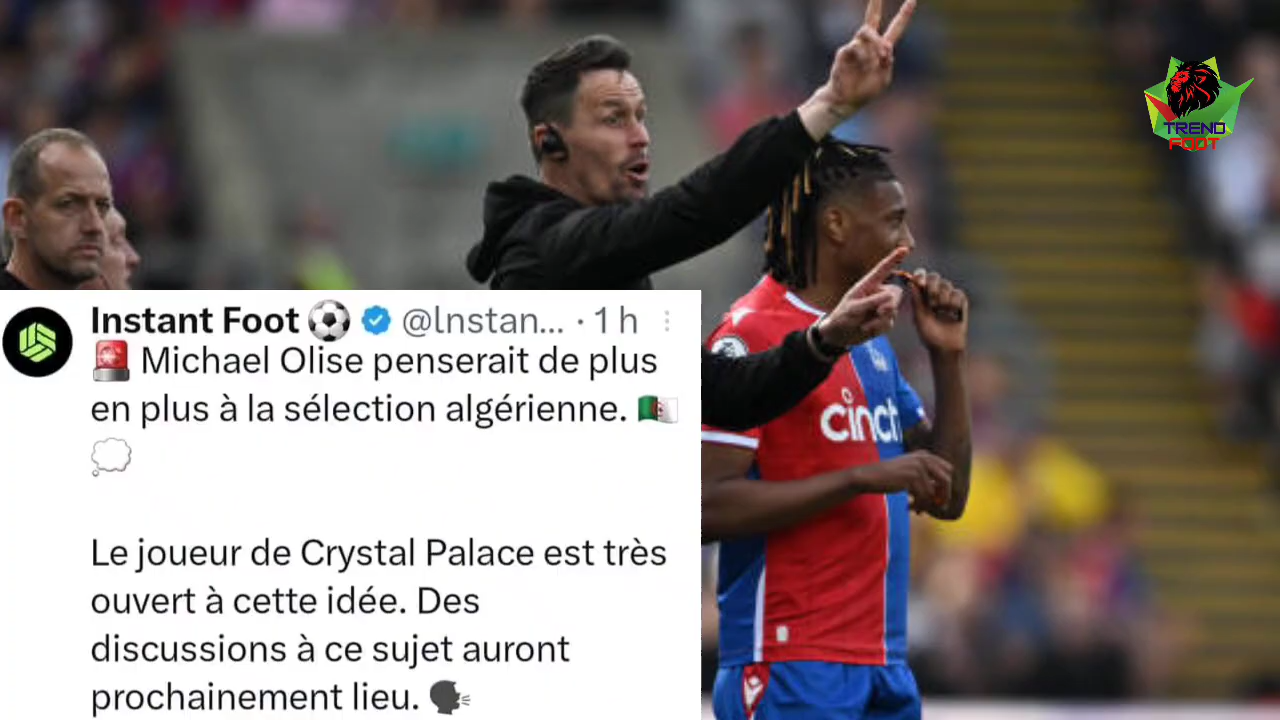 TREND
FOOT
Instant Foot ⚽ @lnstan... · 1 h
🚨 Michael Olise penserait de plus
en plus à la sélection algérienne. 🇩🇿
💭
Le joueur de Crystal Palace est très
ouvert à cette idée. Des
discussions à ce sujet auront
prochainement lieu. 🗣️
cinch